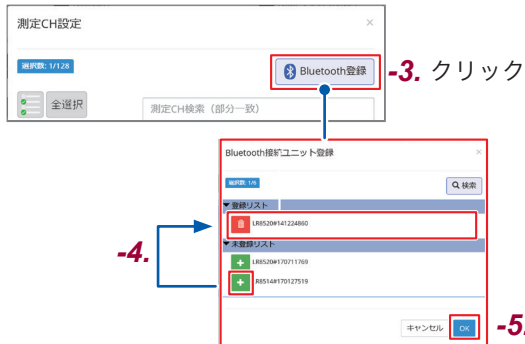 測定CH設定 ×
選択数: 1/128
Bluetooth登録
-3. クリック
全選択
測定CH検索（部分一致）
Bluetooth接続ユニット登録 ×
選択数: 1/6
検索
▼登録リスト
LR8520#141224860
-4.
▼未登録リスト
LR8520#170711769
LR8514#170127519
キャンセル OK
-5.